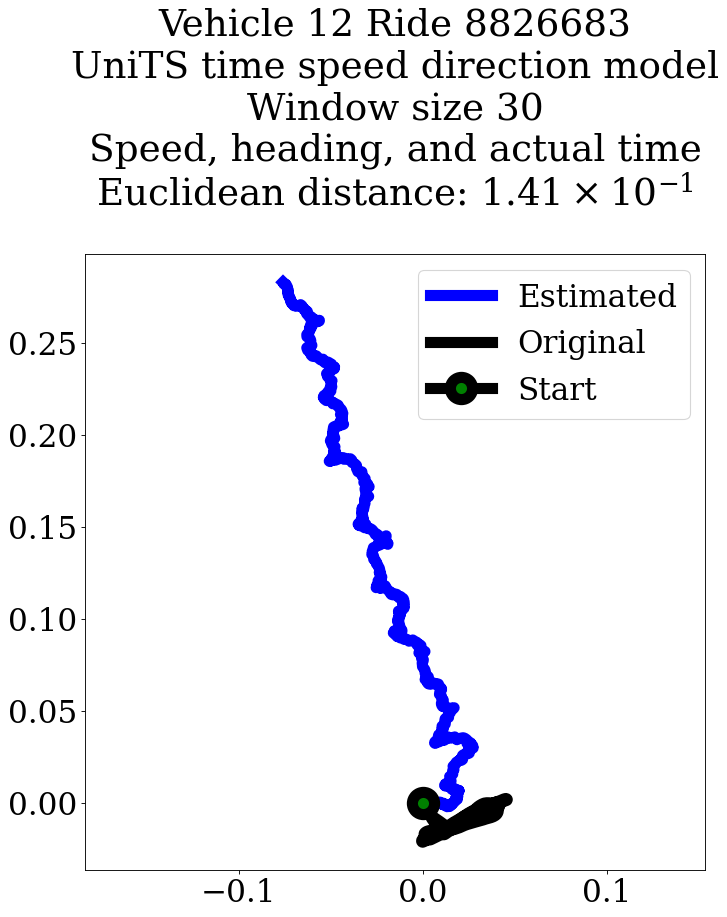 Vehicle 12 Ride 8826683
UniTS time speed direction model
Window size 30
Speed, heading, and actual time
Euclidean distance: 1.41 × 10⁻¹
Estimated
Original
Start
0.25
0.20
0.15
0.10
0.05
0.00
−0.1
0.0
0.1